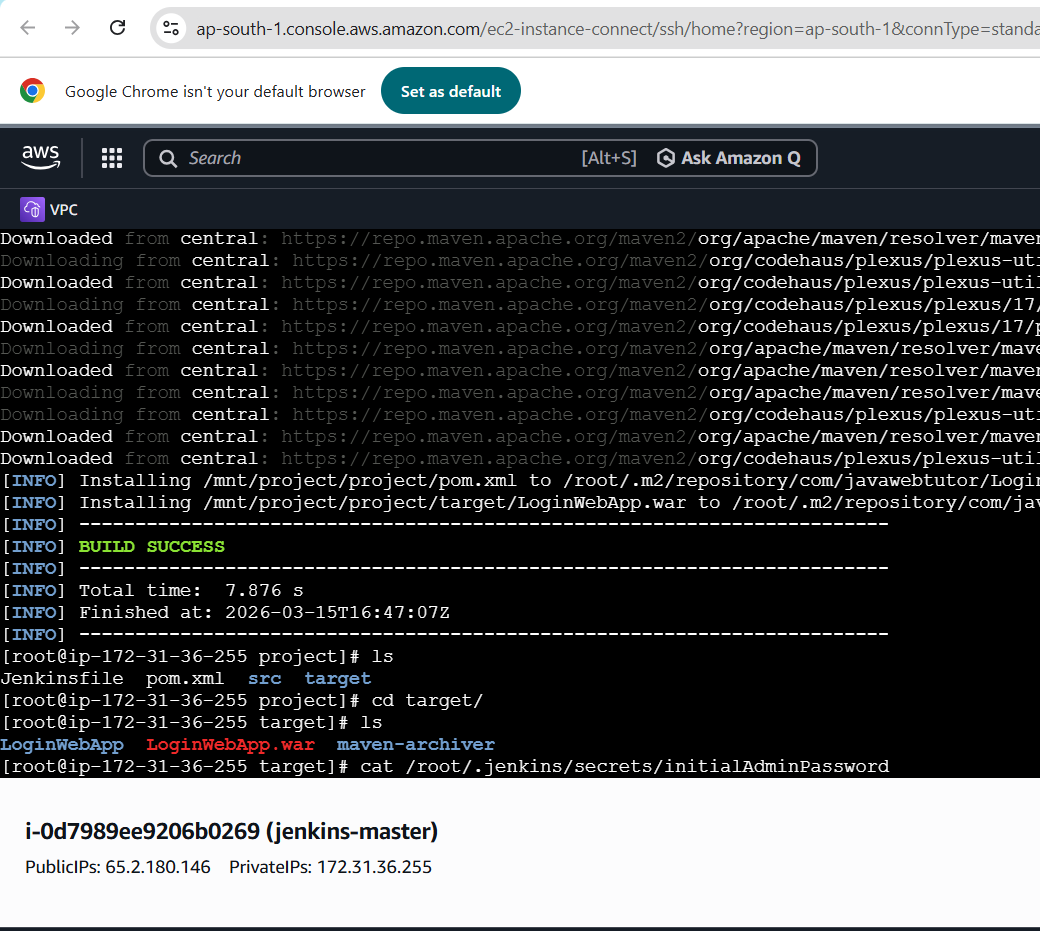 ap-south-1.console.aws.amazon.com/ec2-instance-connect/ssh/home?region=ap-south-1&connType=standa
Google Chrome isn't your default browser Set as default
aws Search [Alt+S] Ask Amazon Q
VPC
Downloaded from central: https://repo.maven.apache.org/maven2/org/apache/maven/resolver/maven
Downloading from central: https://repo.maven.apache.org/maven2/org/codehaus/plexus/plexus-uti
Downloaded from central: https://repo.maven.apache.org/maven2/org/codehaus/plexus/plexus-util
Downloading from central: https://repo.maven.apache.org/maven2/org/codehaus/plexus/plexus/17/
Downloaded from central: https://repo.maven.apache.org/maven2/org/codehaus/plexus/plexus/17/p
Downloading from central: https://repo.maven.apache.org/maven2/org/apache/maven/resolver/mave
Downloaded from central: https://repo.maven.apache.org/maven2/org/apache/maven/resolver/maven
Downloading from central: https://repo.maven.apache.org/maven2/org/apache/maven/resolver/mave
Downloading from central: https://repo.maven.apache.org/maven2/org/codehaus/plexus/plexus-uti
Downloaded from central: https://repo.maven.apache.org/maven2/org/apache/maven/resolver/maven
Downloaded from central: https://repo.maven.apache.org/maven2/org/codehaus/plexus/plexus-util
[INFO] Installing /mnt/project/project/pom.xml to /root/.m2/repository/com/javawebtutor/Login
[INFO] Installing /mnt/project/project/target/LoginWebApp.war to /root/.m2/repository/com/jav
[INFO] ------------------------------------------------------------------------
[INFO] BUILD SUCCESS
[INFO] ------------------------------------------------------------------------
[INFO] Total time:  7.876 s
[INFO] Finished at: 2026-03-15T16:47:07Z
[INFO] ------------------------------------------------------------------------
[root@ip-172-31-36-255 project]# ls
Jenkinsfile  pom.xml  src  target
[root@ip-172-31-36-255 project]# cd target/
[root@ip-172-31-36-255 target]# ls
LoginWebApp  LoginWebApp.war  maven-archiver
[root@ip-172-31-36-255 target]# cat /root/.jenkins/secrets/initialAdminPassword
i-0d7989ee9206b0269 (jenkins-master)
PublicIPs: 65.2.180.146 PrivateIPs: 172.31.36.255